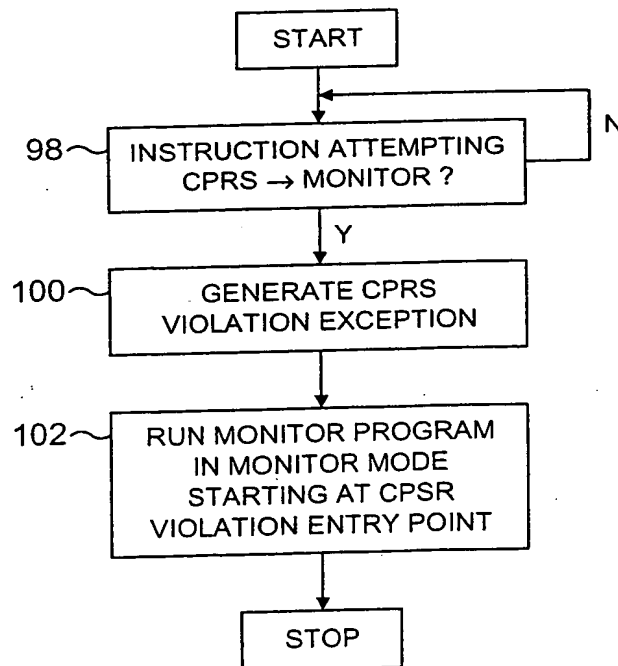 START
N
98
INSTRUCTION ATTEMPTING
CPRS → MONITOR ?
Y
100
GENERATE CPRS
VIOLATION EXCEPTION
102
RUN MONITOR PROGRAM
IN MONITOR MODE
STARTING AT CPSR
VIOLATION ENTRY POINT
STOP